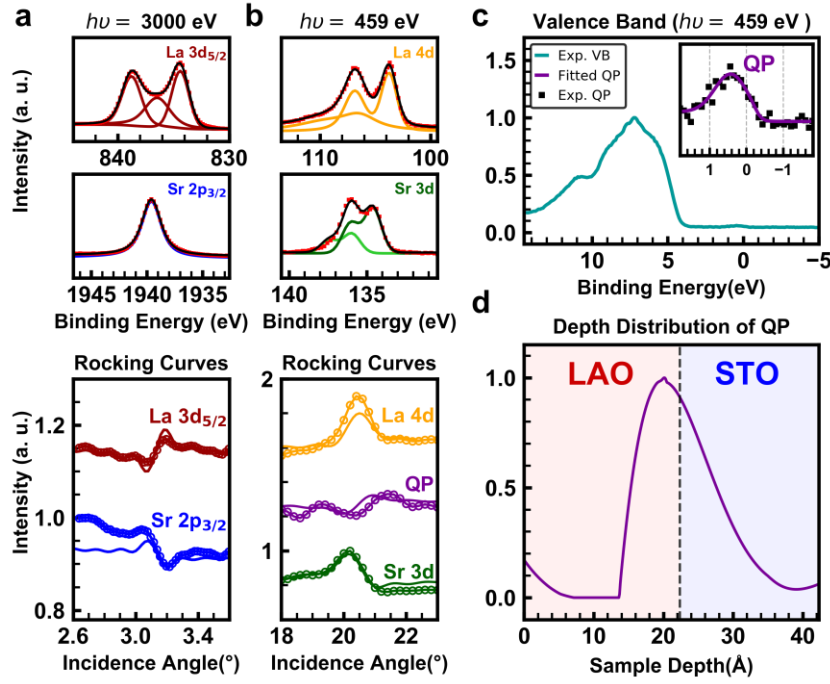 a
hυ = 3000 eV
La 3d5/2
840 830
Sr 2p3/2
1945 1940 1935
Binding Energy (eV)
Intensity (a. u.)
Rocking Curves
La 3d5/2
Sr 2p3/2
1.2
1.0
0.8
2.6 3.0 3.4
Incidence Angle(°)
Intensity (a. u.)
b
hυ = 459 eV
La 4d
110 100
Sr 3d
140 135
Binding Energy (eV)
Rocking Curves
La 4d
QP
Sr 3d
2
1
18 20 22
Incidence Angle(°)
c
Valence Band (hυ = 459 eV )
Exp. VB
Fitted QP
Exp. QP
QP
1 0 −1
1.0
0.5
0.0
10 5 0 −5
Binding Energy(eV)
d
Depth Distribution of QP
LAO STO
1.0
0.5
0.0
0 10 20 30 40
Sample Depth(Å)